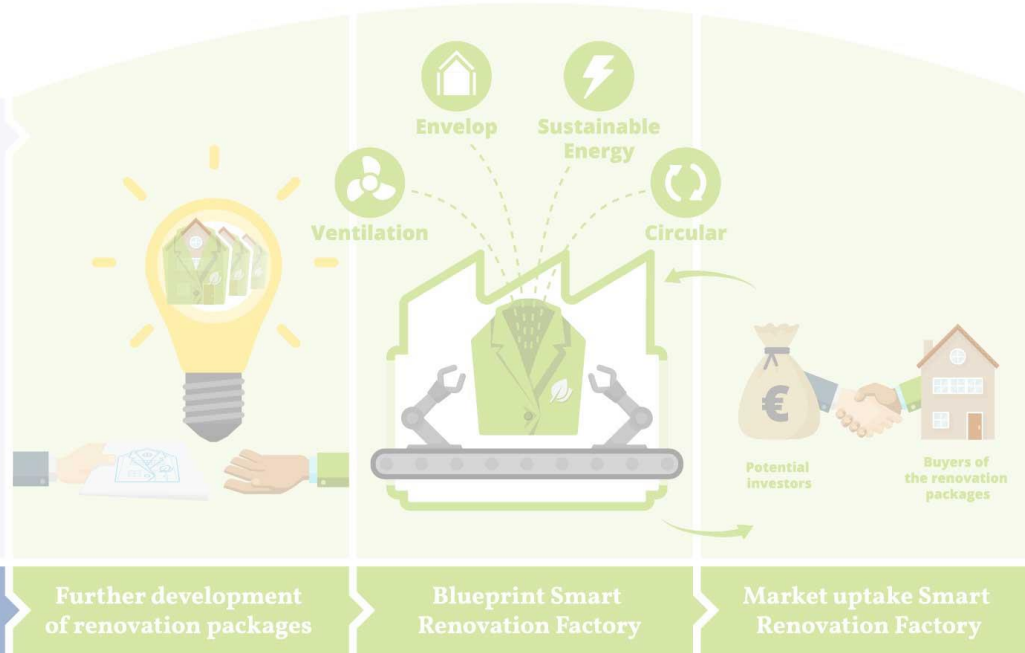 Envelop
Sustainable
Energy
Ventilation
Circular
€
Potential
investors
Buyers of
the renovation
packages
Further development
of renovation packages
Blueprint Smart
Renovation Factory
Market uptake Smart
Renovation Factory